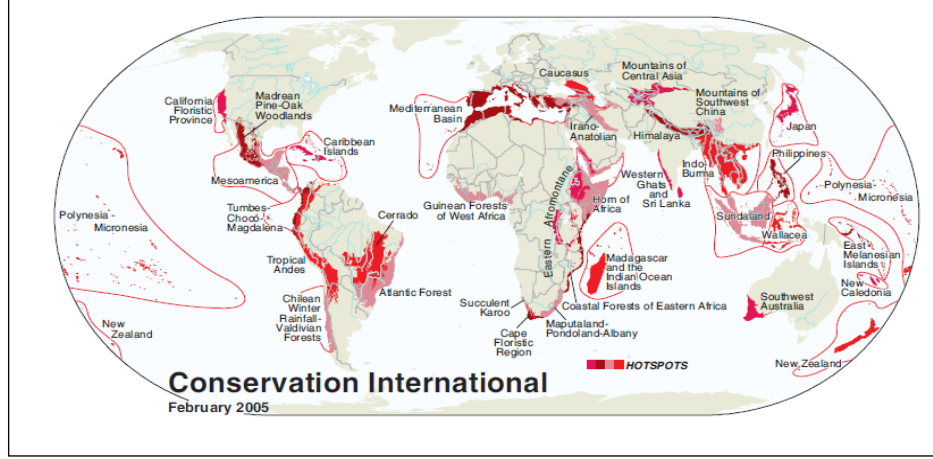 Caucasus
Mountains of
Central Asia
California
Floristic
Province
Madrean
Pine-Oak
Woodlands
Mediterranean
Basin
Mountains of
Southwest
China
Caribbean
Islands
Irano-
Anatolian
Himalaya
Japan
Mesoamerica
Philippines
Indo-
Burma
Western
Ghats
and
Sri Lanka
Polynesia -
Micronesia
Tumbes-
Chocó-
Magdalena
Cerrado
Guinean Forests
of West Africa
Eastern Afromontane
Horn of
Africa
Sundaland
Wallacea
Polynesia-
Micronesia
East-
Melanesian
Islands
Tropical
Andes
Madagascar
and the
Indian Ocean
Islands
New
Caledonia
Chilean
Winter
Rainfall-
Valdivian
Forests
Atlantic Forest
Succulent
Karoo
Coastal Forests of Eastern Africa
Southwest
Australia
New
Zealand
Cape
Floristic
Region
Maputaland-
Pondoland-Albany
HOTSPOTS
New Zealand
Conservation International
February 2005